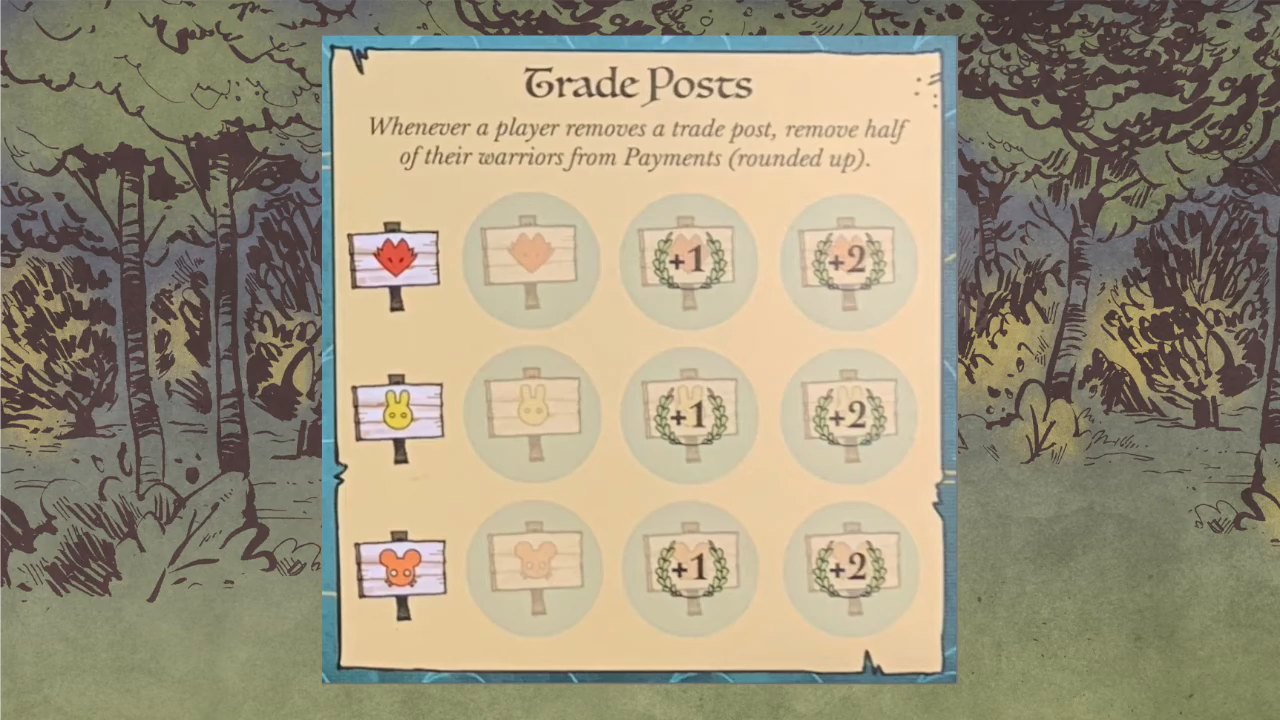 Trade Posts
Whenever a player removes a trade post, remove half
of their warriors from Payments (rounded up).
+1 +2
+1 +2
+1 +2